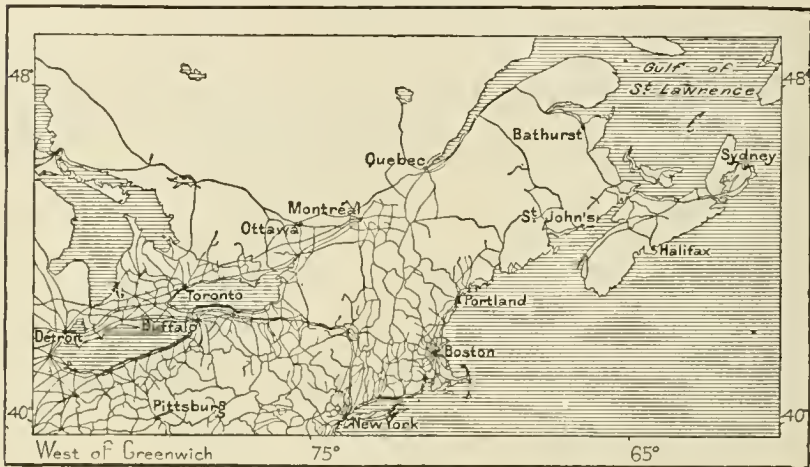 48°
Gulf of
St Lawrence
48°
Bathurst
Quebec
Sydney
Montréal
St John's
Ottawa
Halifax
Toronto
Portland
Detroit
Buffalo
Boston
Pittsburg
40°
New York
40°
West of Greenwich
75°
65°